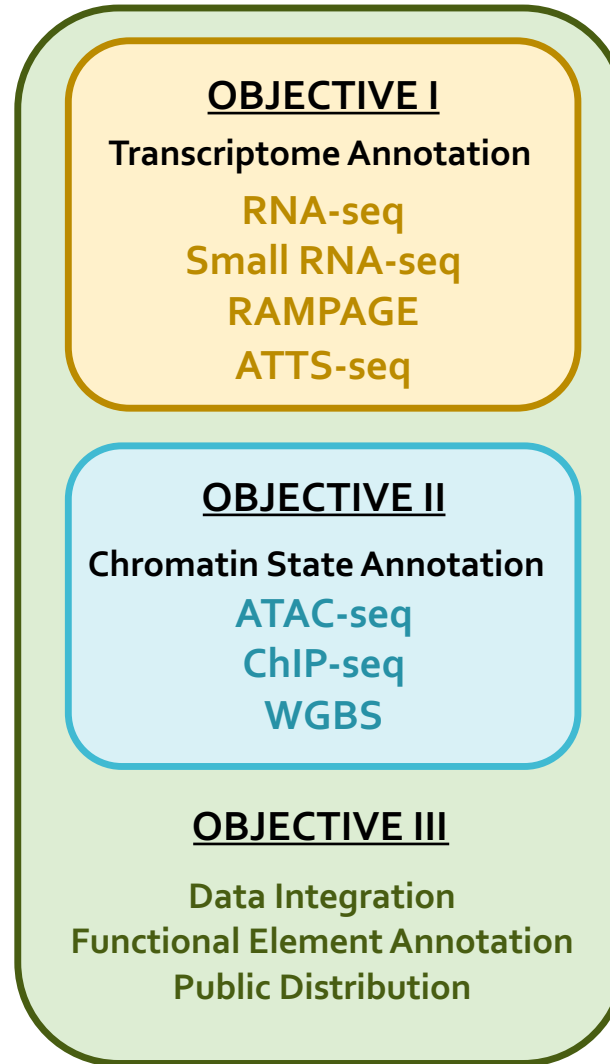 OBJECTIVE I
Transcriptome Annotation
RNA-seq
Small RNA-seq
RAMPAGE
ATTS-seq
OBJECTIVE II
Chromatin State Annotation
ATAC-seq
ChIP-seq
WGBS
OBJECTIVE III
Data Integration
Functional Element Annotation
Public Distribution